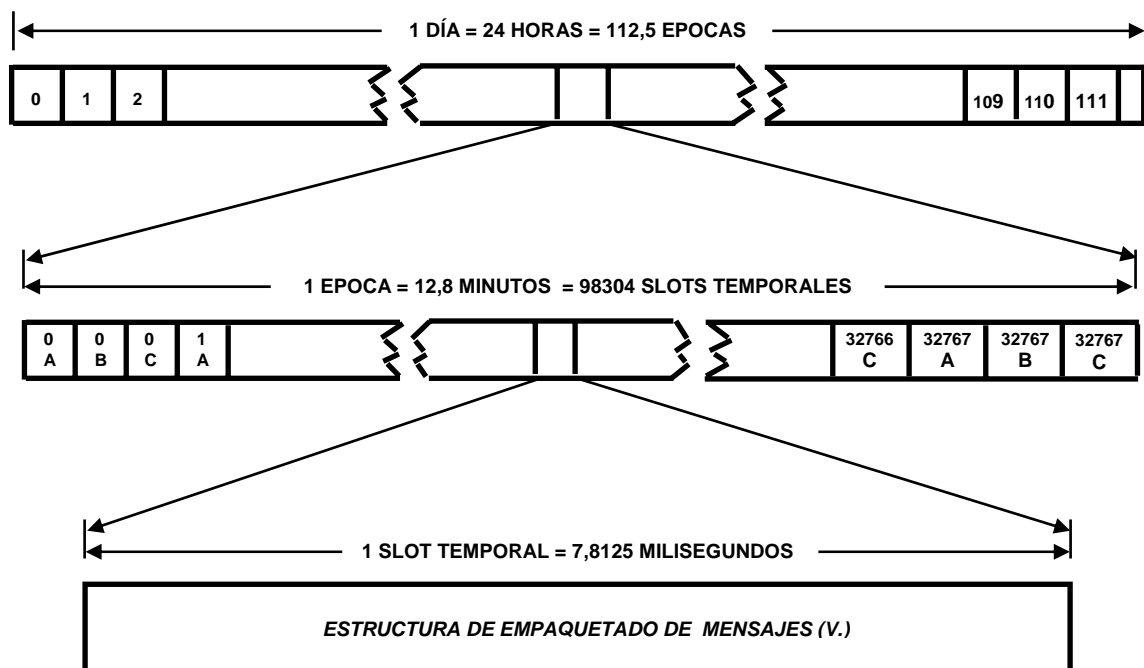 1 DÍA = 24 HORAS = 112,5 EPOCAS
0 1 2 109 110 111
1 EPOCA = 12,8 MINUTOS = 98304 SLOTS TEMPORALES
0 0 0 1 32766 32767 32767 32767
A B C A C A B C
1 SLOT TEMPORAL = 7,8125 MILISEGUNDOS
ESTRUCTURA DE EMPAQUETADO DE MENSAJES (V.)